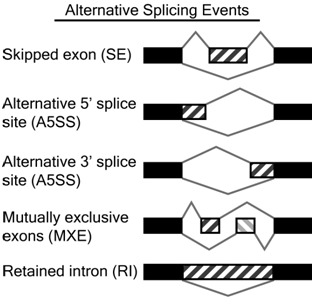 Alternative Splicing Events
Skipped exon (SE)
Alternative 5' splice
site (A5SS)
Alternative 3' splice
site (A5SS)
Mutually exclusive
exons (MXE)
Retained intron (RI)